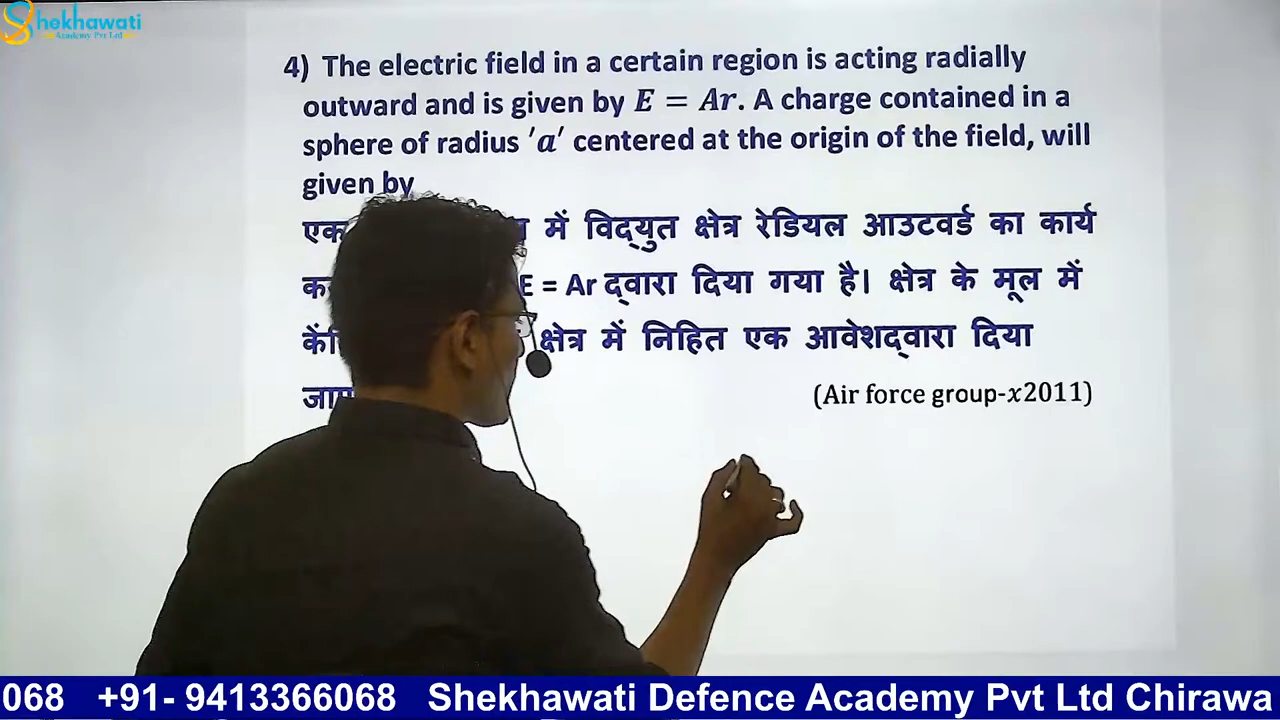 Shekhawati
Academy Pvt Ltd
4) The electric field in a certain region is acting radially
outward and is given by E = Ar. A charge contained in a
sphere of radius 'a' centered at the origin of the field, will
given by
एक में विद्युत क्षेत्र रेडियल आउटवर्ड का कार्य
E = Ar द्वारा दिया गया है। क्षेत्र के मूल में
क्षेत्र में निहित एक आवेशद्वारा दिया
(Air force group-x2011)
068 +91- 9413366068 Shekhawati Defence Academy Pvt Ltd Chirawa